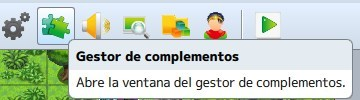 Gestor de complementos
Abre la ventana del gestor de complementos.